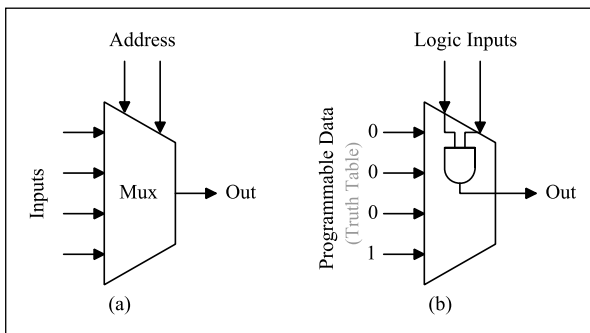 Address
Inputs
Mux
Out
(a)
Logic Inputs
Programmable Data
(Truth Table)
0
0
0
1
Out
(b)